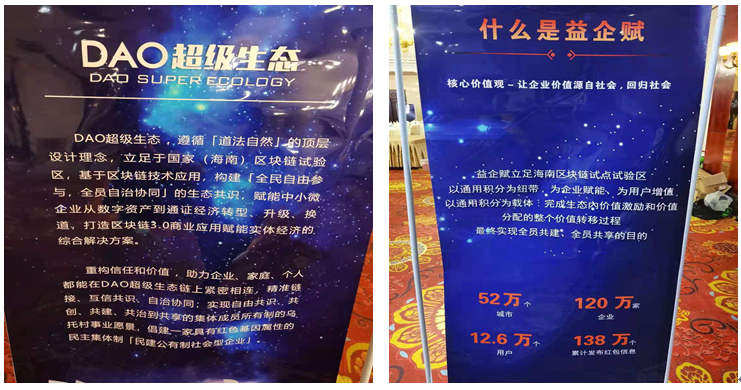 DAO超级生态
DAO SUPER ECOLOGY
DAO超级生态，遵循「道法自然」的顶层
设计理念，立足于国家（海南）区块链试验
区，基于区块链技术应用，构建「全民自由参
与，全员自治协同」的生态共识，赋能中小微
企业从数字资产到通证经济转型、升级、换
道、打造区块链3.0商业应用赋能实体经济的
综合解决方案。
重构信任和价值，助力企业、家庭、个人
都能在DAO超级生态链上紧密相连，精准链
接、互信共识、自治协同，实现自由共识、共
创、共建、共治到共享的集体成员所有制的乌
托村事业愿景，倡建一家具有红色基因属性的
民主集体制「民建公有制社会型企业」
什么是益企赋
核心价值观－让企业价值源自社会，回归社会
益企赋立足海南区块链试点试验区
以通用积分为纽带，为企业赋能、为用户增值
以通用积分为载体：完成生态内价值激励和价值
分配的整个价值转移过程
最终实现全员共建、全员共享的目的
52万个
城市
120万家
企业
12.6万个
用户
138万个
累计发布红包信息